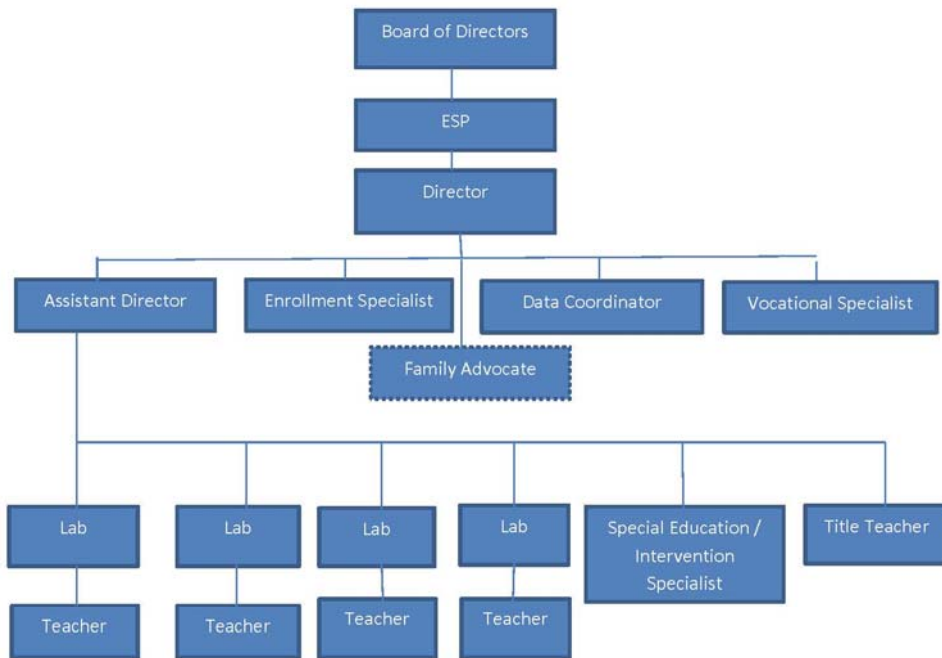 Board of Directors
ESP
Director
Assistant Director
Enrollment Specialist
Data Coordinator
Vocational Specialist
Family Advocate
Lab
Lab
Lab
Lab
Special Education /
Intervention
Specialist
Title Teacher
Teacher
Teacher
Teacher
Teacher